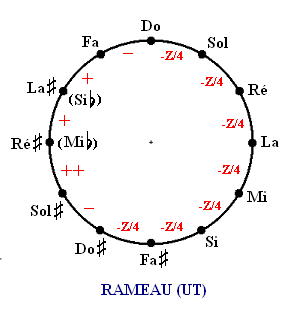 Do
Fa – -Z/4 Sol
La♯ + -Z/4 Ré
(Si♭)
+ -Z/4
Ré♯ (Mi♭) La
++ -Z/4
Sol♯ – -Z/4 Mi
Do♯ -Z/4 -Z/4 Si
Fa♯
RAMEAU (UT)